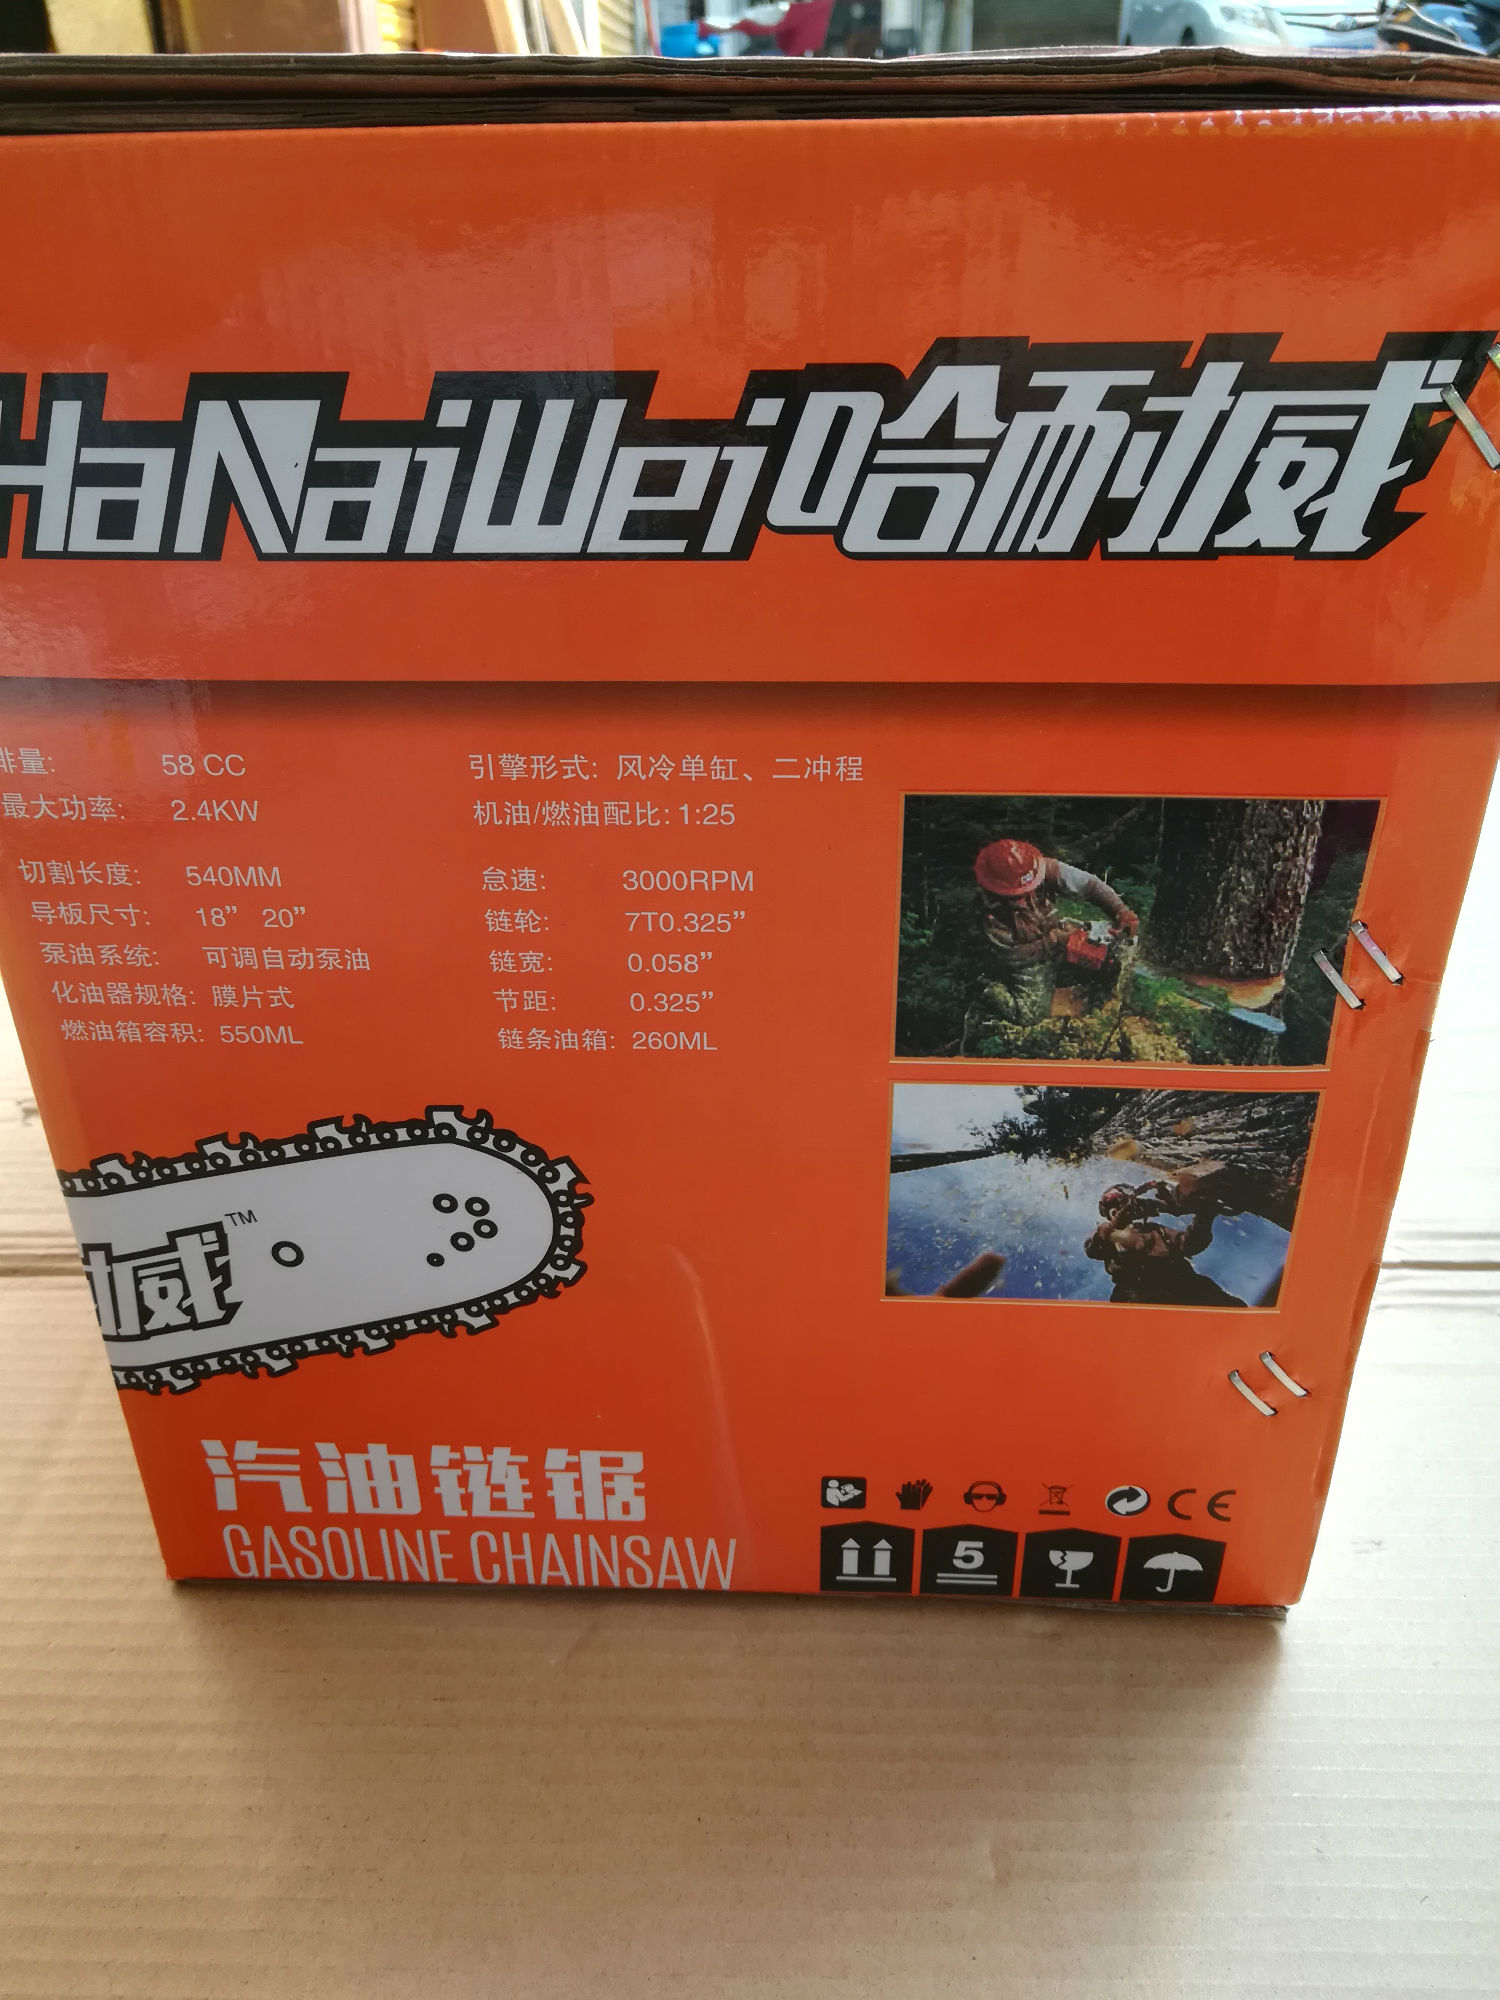 HaNaiWei哈耐威
排量: 58 CC
最大功率: 2.4KW
切割长度: 540MM
导板尺寸: 18” 20”
泵油系统: 可调自动泵油
化油器规格: 膜片式
燃油箱容积: 550ML
引擎形式: 风冷单缸、二冲程
机油/燃油配比: 1:25
怠速: 3000RPM
链轮: 7T0.325”
链宽: 0.058”
节距: 0.325”
链条油箱: 260ML
耐威™
汽油链锯
GASOLINE CHAINSAW
CE
5